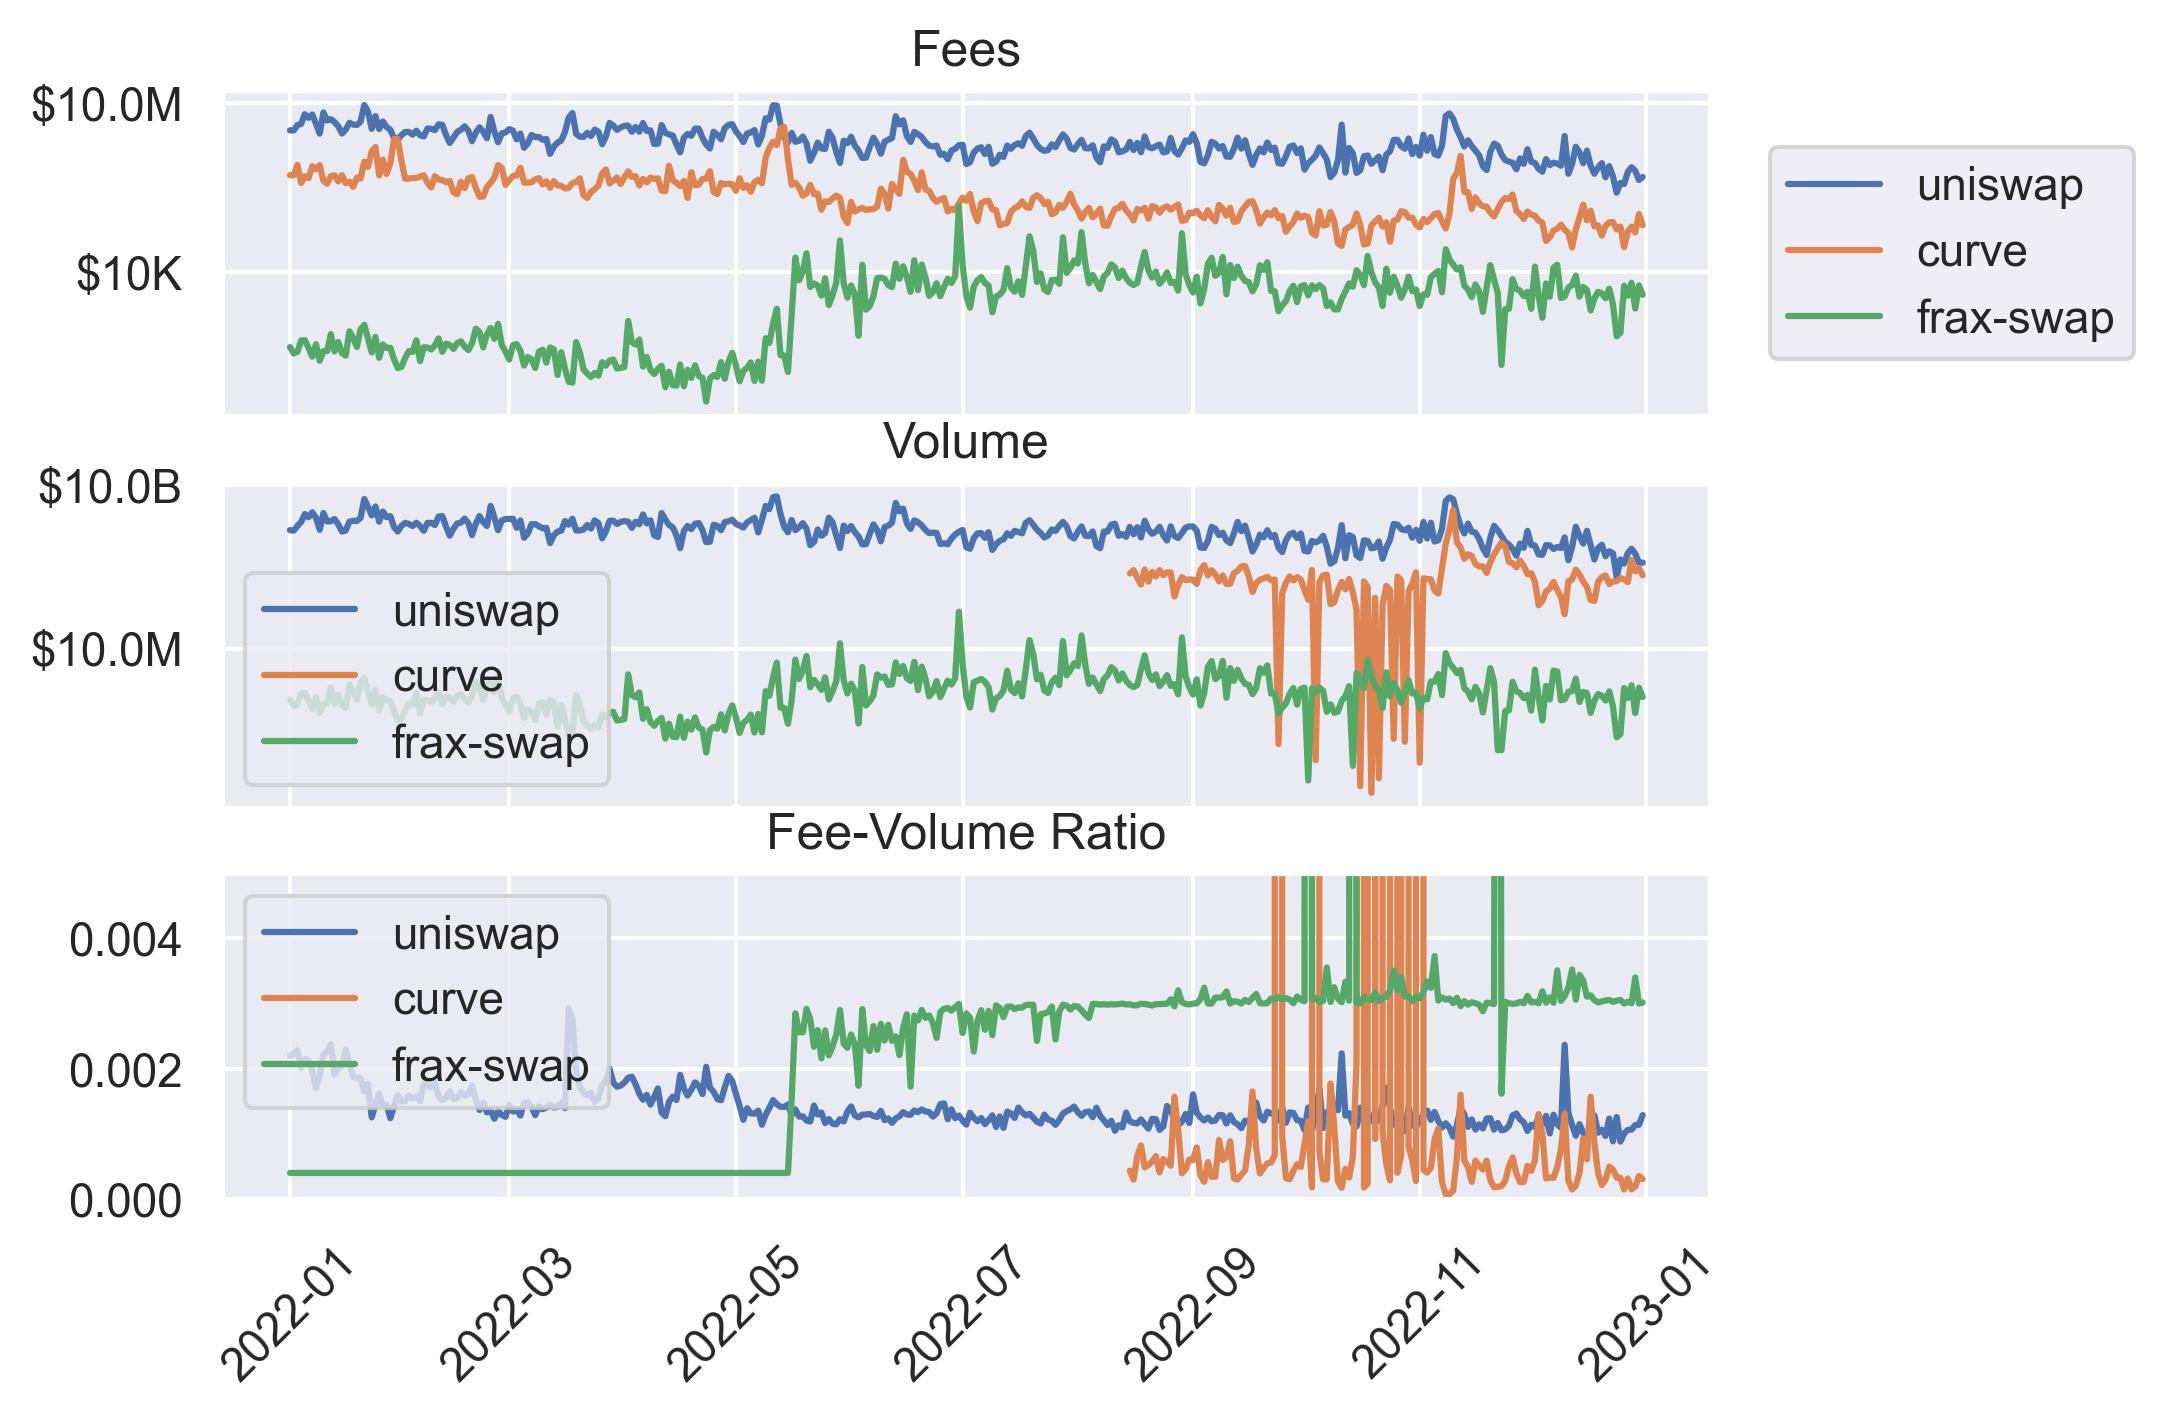 Fees
$10.0M
$10K
uniswap
curve
frax-swap
Volume
$10.0B
$10.0M
uniswap
curve
frax-swap
Fee-Volume Ratio
0.004
0.002
0.000
uniswap
curve
frax-swap
2022-01
2022-03
2022-05
2022-07
2022-09
2022-11
2023-01